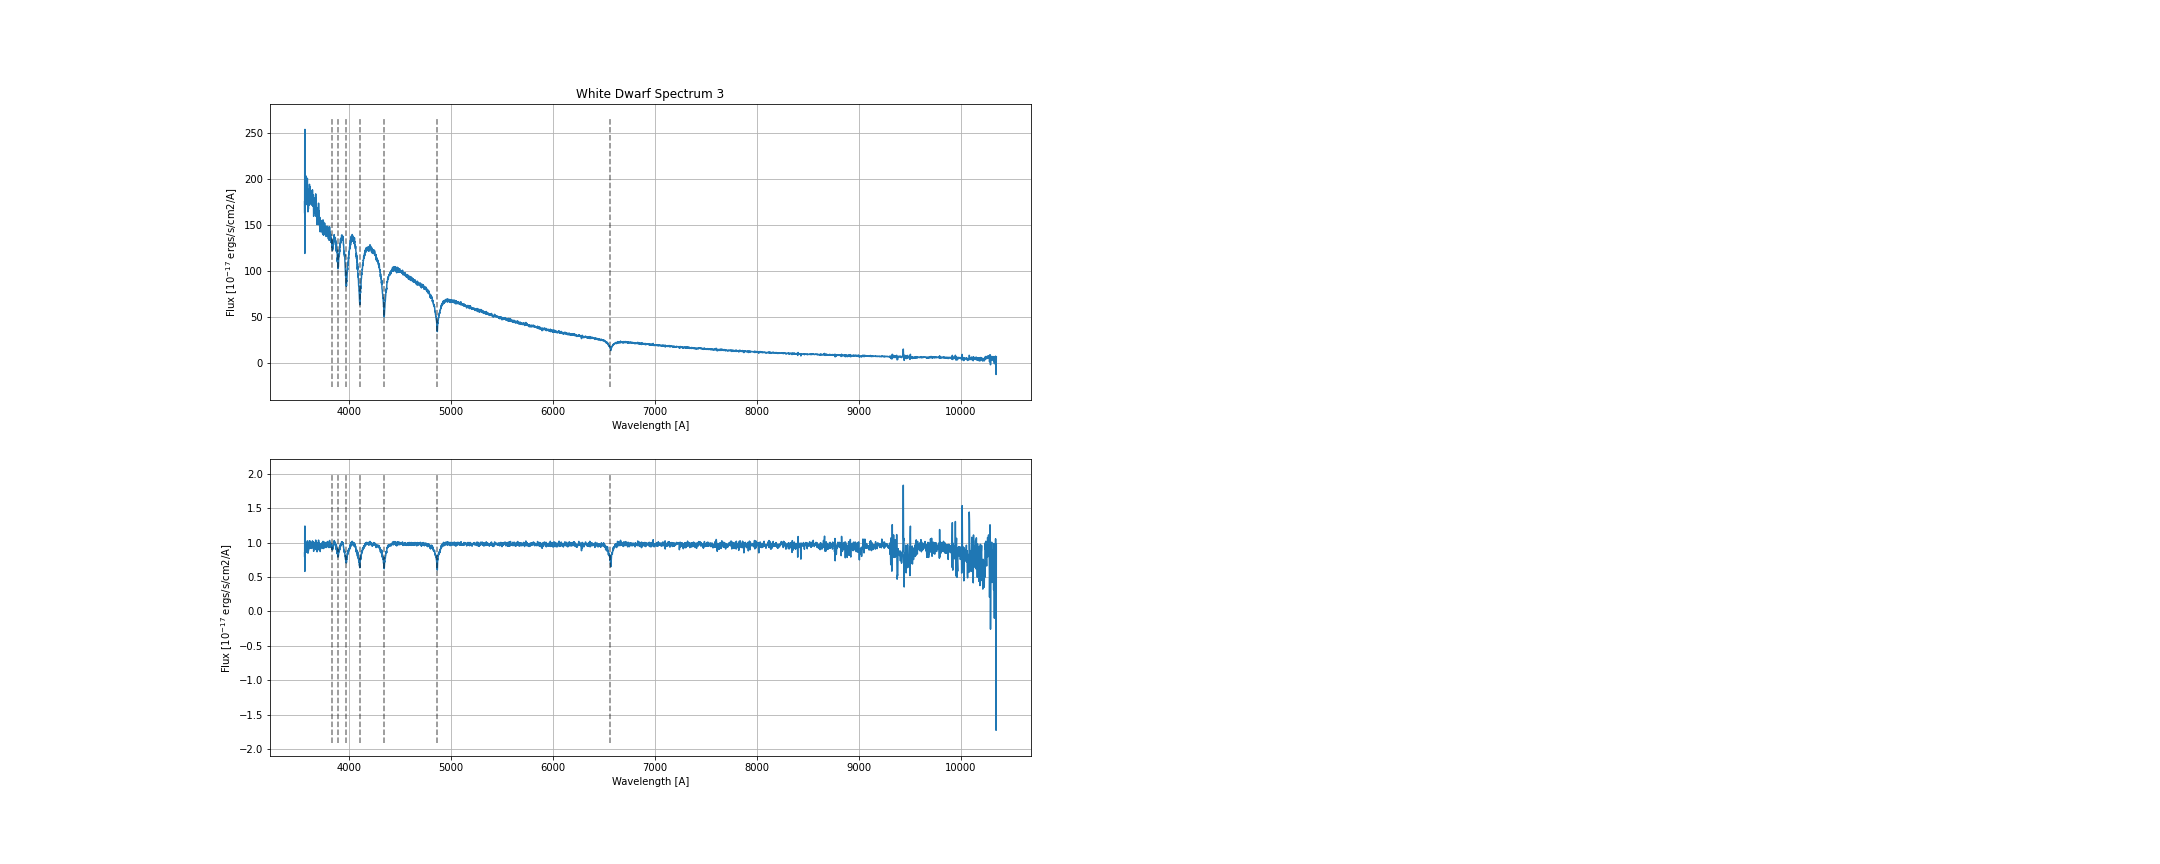 White Dwarf Spectrum 3
Flux [10⁻¹⁷ ergs/s/cm2/A]
250
200
150
100
50
0
4000 5000 6000 7000 8000 9000 10000
Wavelength [A]
Flux [10⁻¹⁷ ergs/s/cm2/A]
2.0
1.5
1.0
0.5
0.0
−0.5
−1.0
−1.5
−2.0
4000 5000 6000 7000 8000 9000 10000
Wavelength [A]